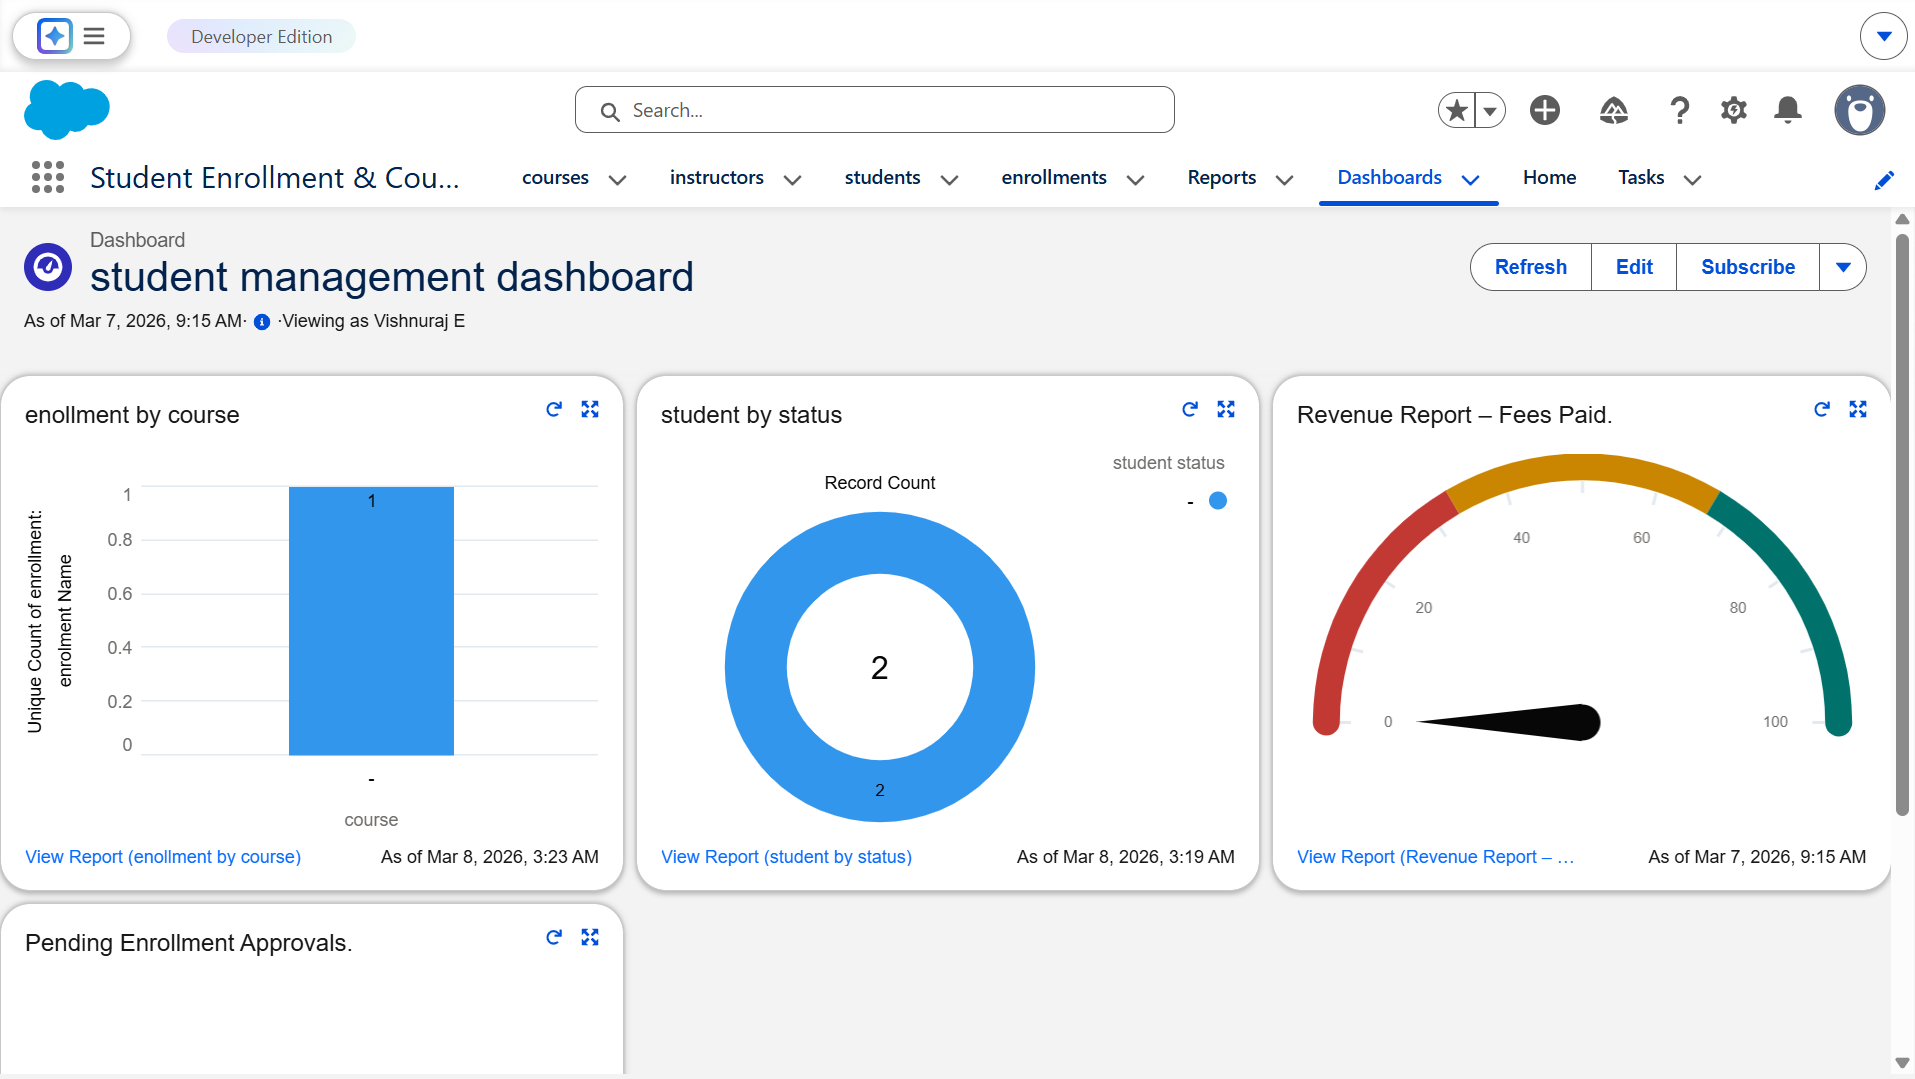 Developer Edition
Search...
Student Enrollment & Cou...
courses
instructors
students
enrollments
Reports
Dashboards
Home
Tasks
Dashboard
student management dashboard
As of Mar 7, 2026, 9:15 AM· ·Viewing as Vishnuraj E
Refresh
Edit
Subscribe
enollment by course
Unique Count of enrollment:
enrolment Name
1
0.8
0.6
0.4
0.2
0
1
-
course
View Report (enollment by course)
As of Mar 8, 2026, 3:23 AM
student by status
student status
-
Record Count
2
2
View Report (student by status)
As of Mar 8, 2026, 3:19 AM
Revenue Report – Fees Paid.
0
20
40
60
80
100
View Report (Revenue Report – …
As of Mar 7, 2026, 9:15 AM
Pending Enrollment Approvals.